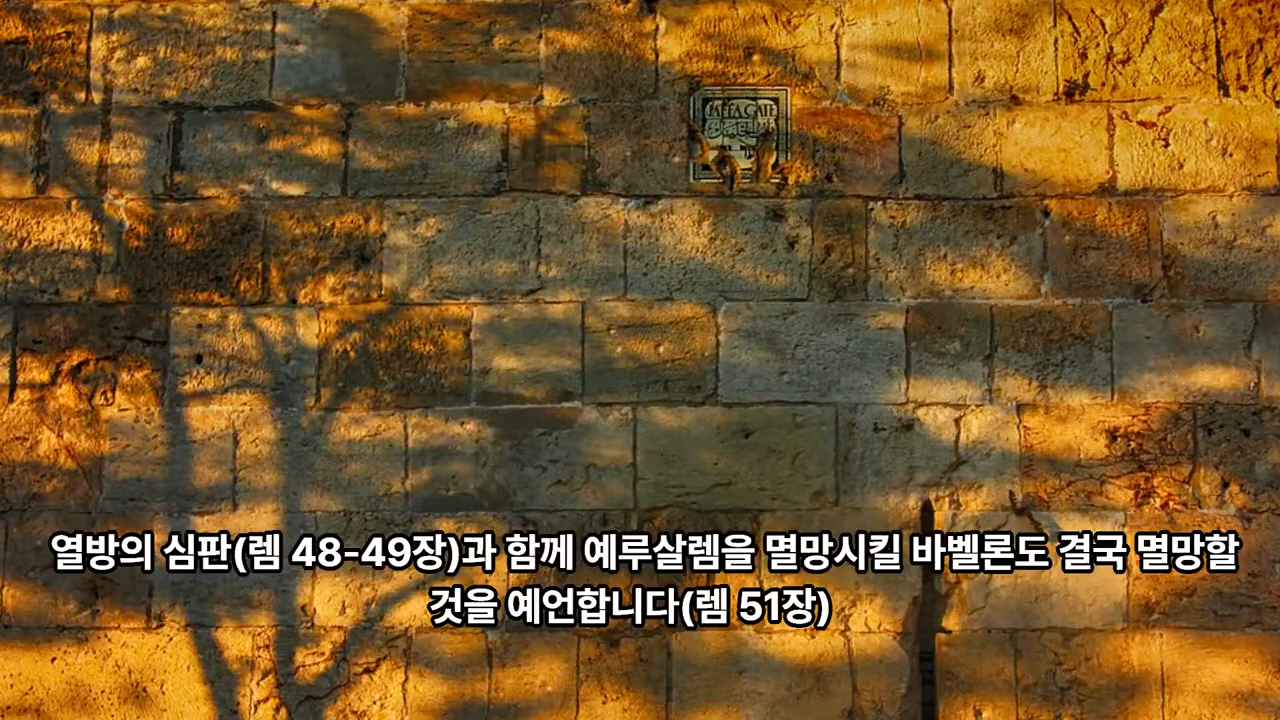 JAFFA GATE
열방의 심판(렘 48-49장)과 함께 예루살렘을 멸망시킬 바벨론도 결국 멸망할
것을 예언합니다(렘 51장)